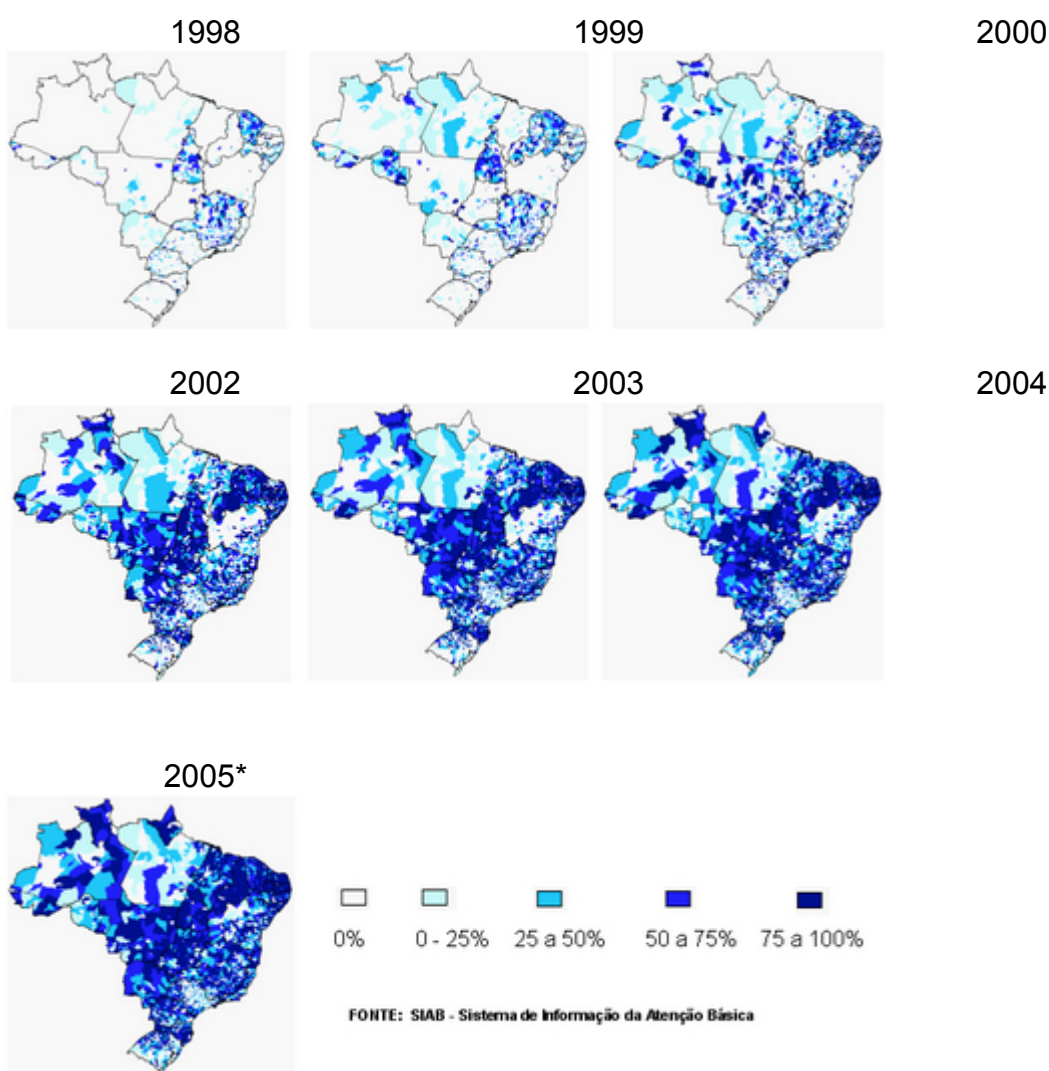 1998 1999 2000
2002 2003 2004
2005*
0% 0 - 25% 25 a 50% 50 a 75% 75 a 100%
FONTE: SIAB - Sistema de Informação da Atenção Básica